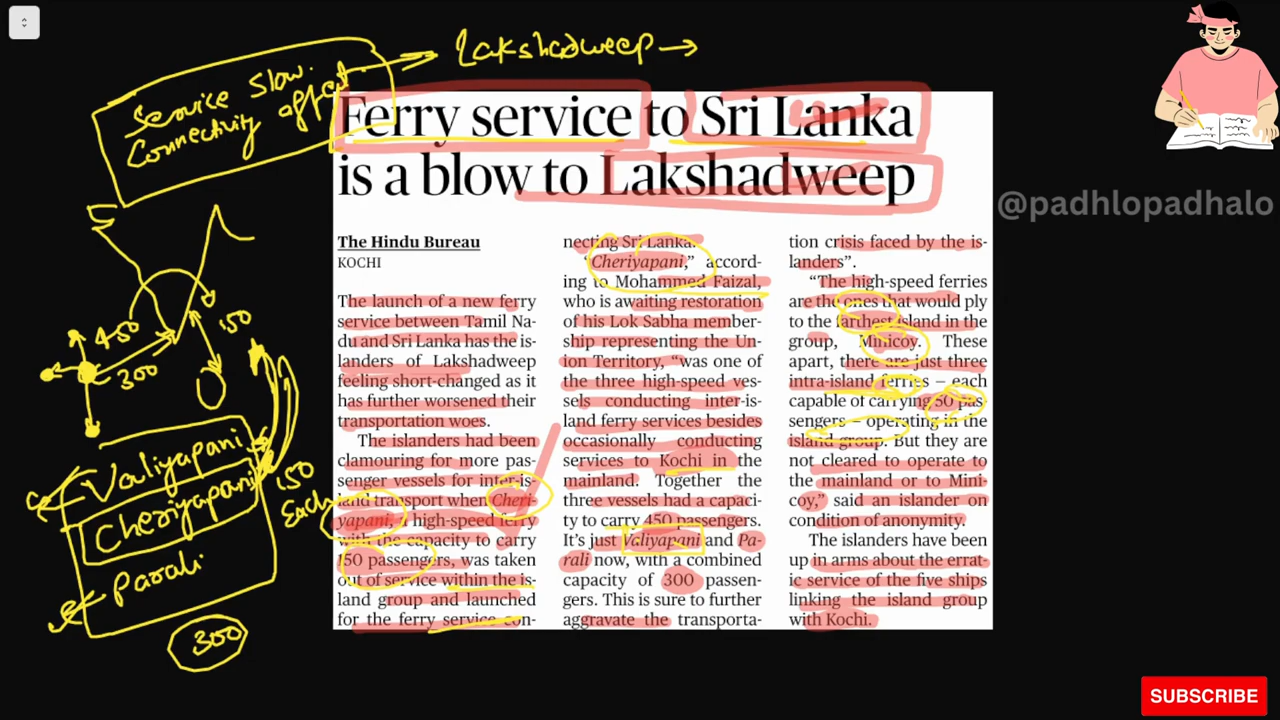 Lakshadweep →
Service slow.
Connectivity affect
Ferry service to Sri Lanka
is a blow to Lakshadweep
@padhlopadhalo
The Hindu Bureau
KOCHI
The launch of a new ferry
service between Tamil Na-
du and Sri Lanka has the is-
landers of Lakshadweep
feeling short-changed as it
has further worsened their
transportation woes.
The islanders had been
clamouring for more pas-
senger vessels for inter-is-
land transport when Cheri-
yapani, a high-speed ferry
with the capacity to carry
150 passengers, was taken
out of service within the is-
land group and launched
for the ferry service con-
necting Sri Lanka.
“Cheriyapani,” accord-
ing to Mohammed Faizal,
who is awaiting restoration
of his Lok Sabha member-
ship representing the Un-
ion Territory, “was one of
the three high-speed ves-
sels conducting inter-is-
land ferry services besides
occasionally conducting
services to Kochi in the
mainland. Together the
three vessels had a capaci-
ty to carry 450 passengers.
It’s just Valiyapani and Pa-
rali now, with a combined
capacity of 300 passen-
gers. This is sure to further
aggravate the transporta-
tion crisis faced by the is-
landers”.
“The high-speed ferries
are the ones that would ply
to the farthest island in the
group, Minicoy. These
apart, there are just three
intra-island ferries – each
capable of carrying 50 pas-
sengers – operating in the
island group. But they are
not cleared to operate to
the mainland or to Mini-
coy,” said an islander on
condition of anonymity.
The islanders have been
up in arms about the errat-
ic service of the five ships
linking the island group
with Kochi.
450
150
300
Valiyapani
Cheriyapani
Parali
150
Each
300
SUBSCRIBE